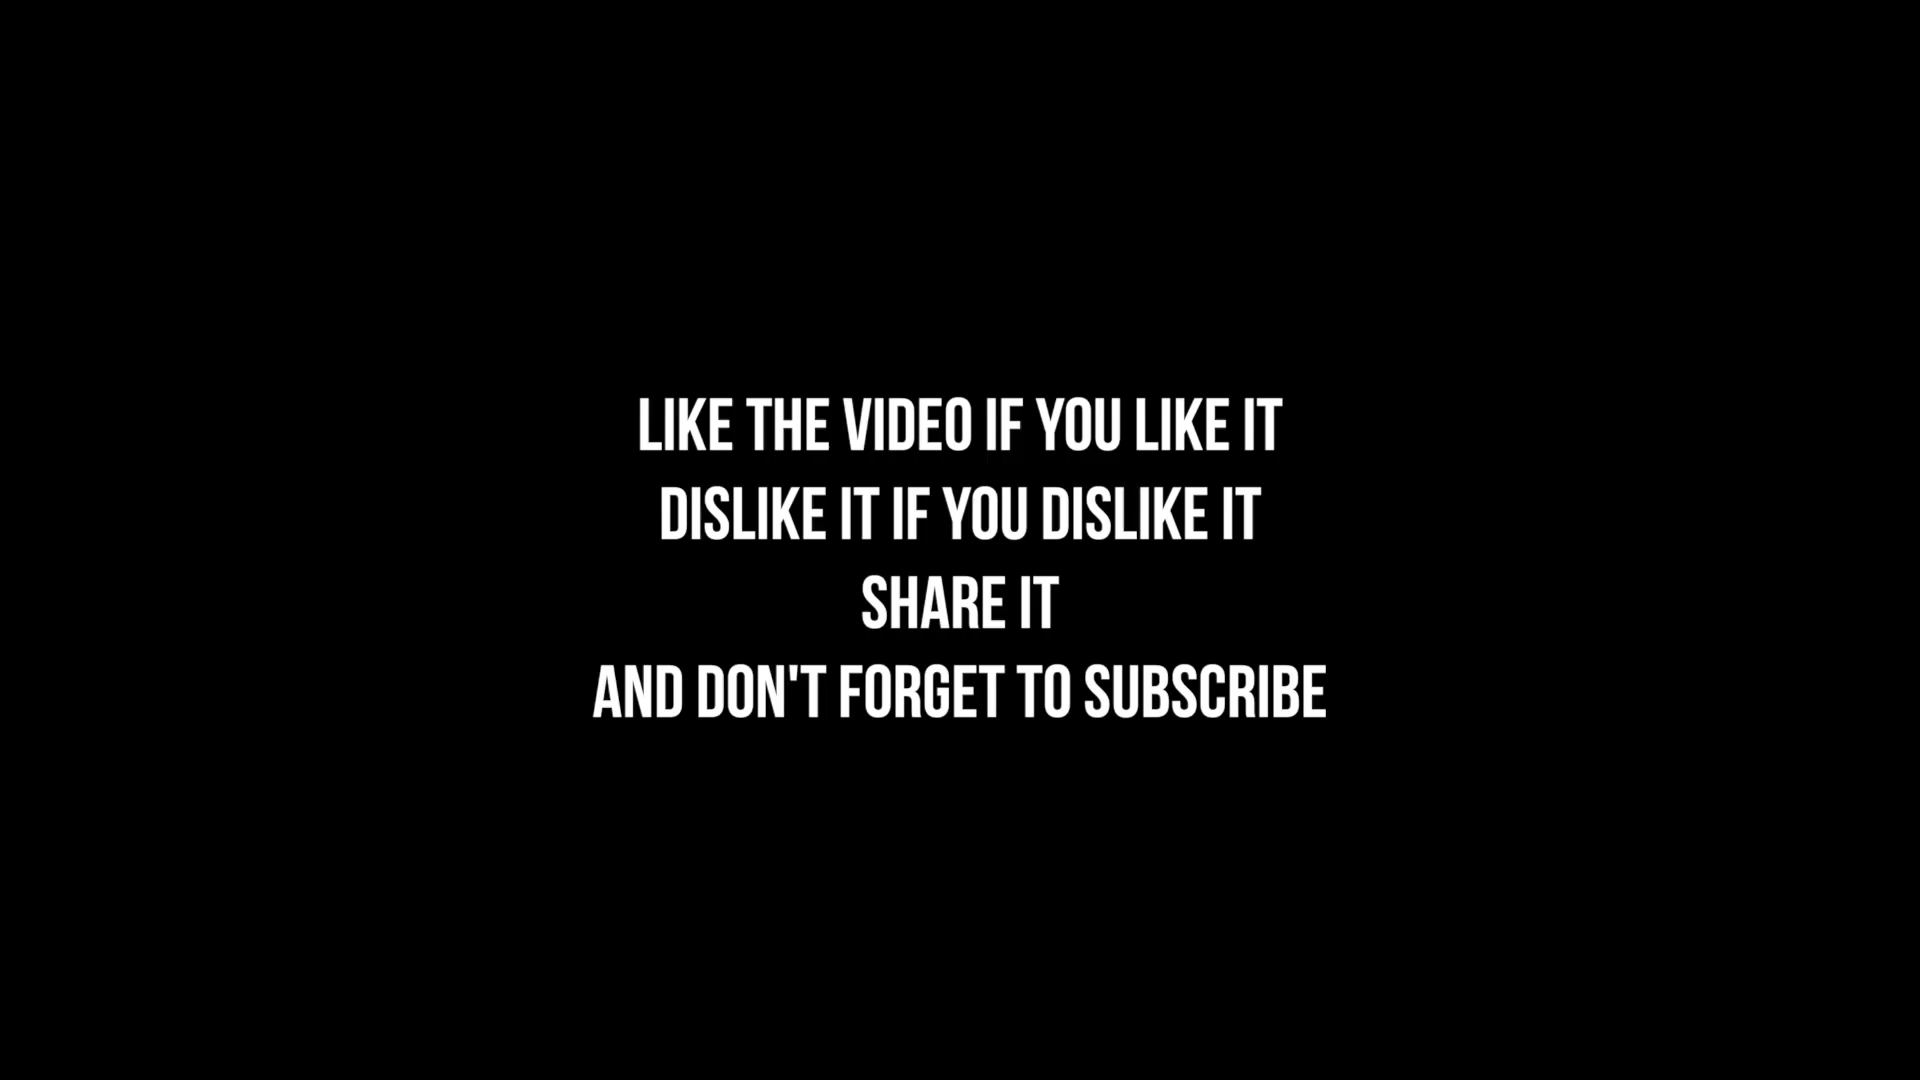 LIKE THE VIDEO IF YOU LIKE IT
DISLIKE IT IF YOU DISLIKE IT
SHARE IT
AND DON'T FORGET TO SUBSCRIBE